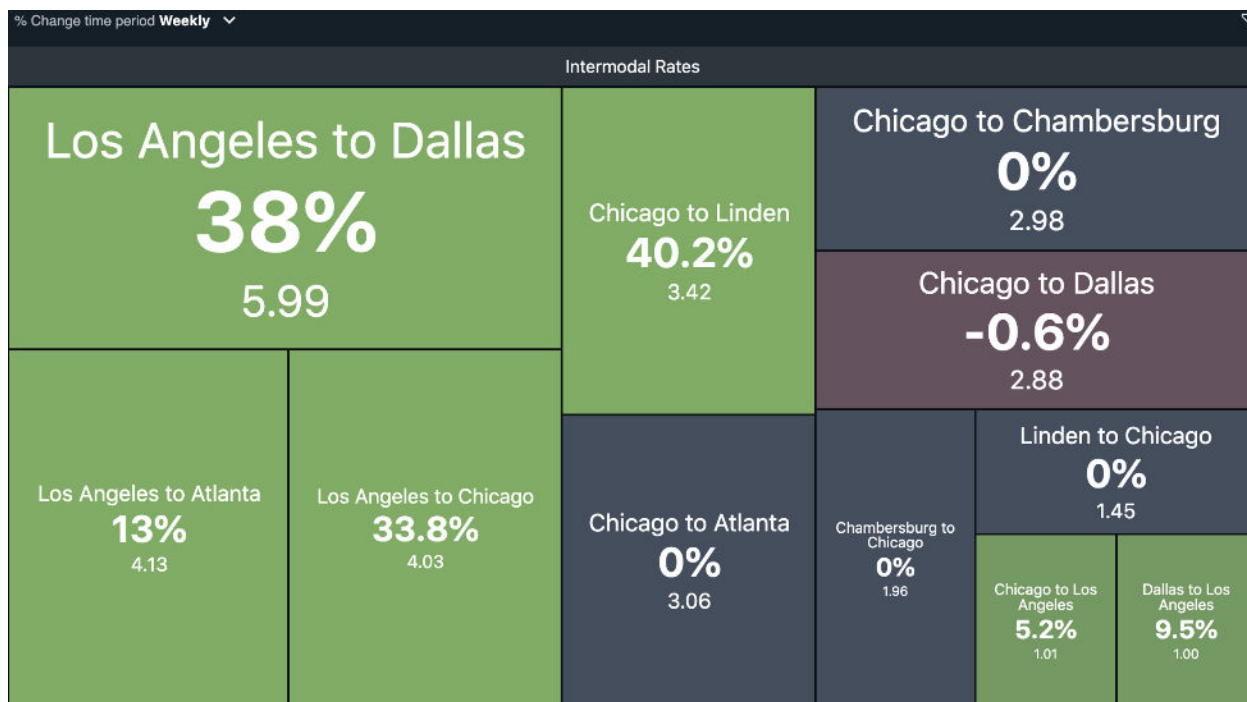 % Change time period Weekly
Intermodal Rates
Los Angeles to Dallas
38%
5.99
Los Angeles to Atlanta
13%
4.13
Los Angeles to Chicago
33.8%
4.03
Chicago to Linden
40.2%
3.42
Chicago to Atlanta
0%
3.06
Chicago to Chambersburg
0%
2.98
Chicago to Dallas
-0.6%
2.88
Chambersburg to
Chicago
0%
1.96
Linden to Chicago
0%
1.45
Chicago to Los
Angeles
5.2%
1.01
Dallas to Los
Angeles
9.5%
1.00